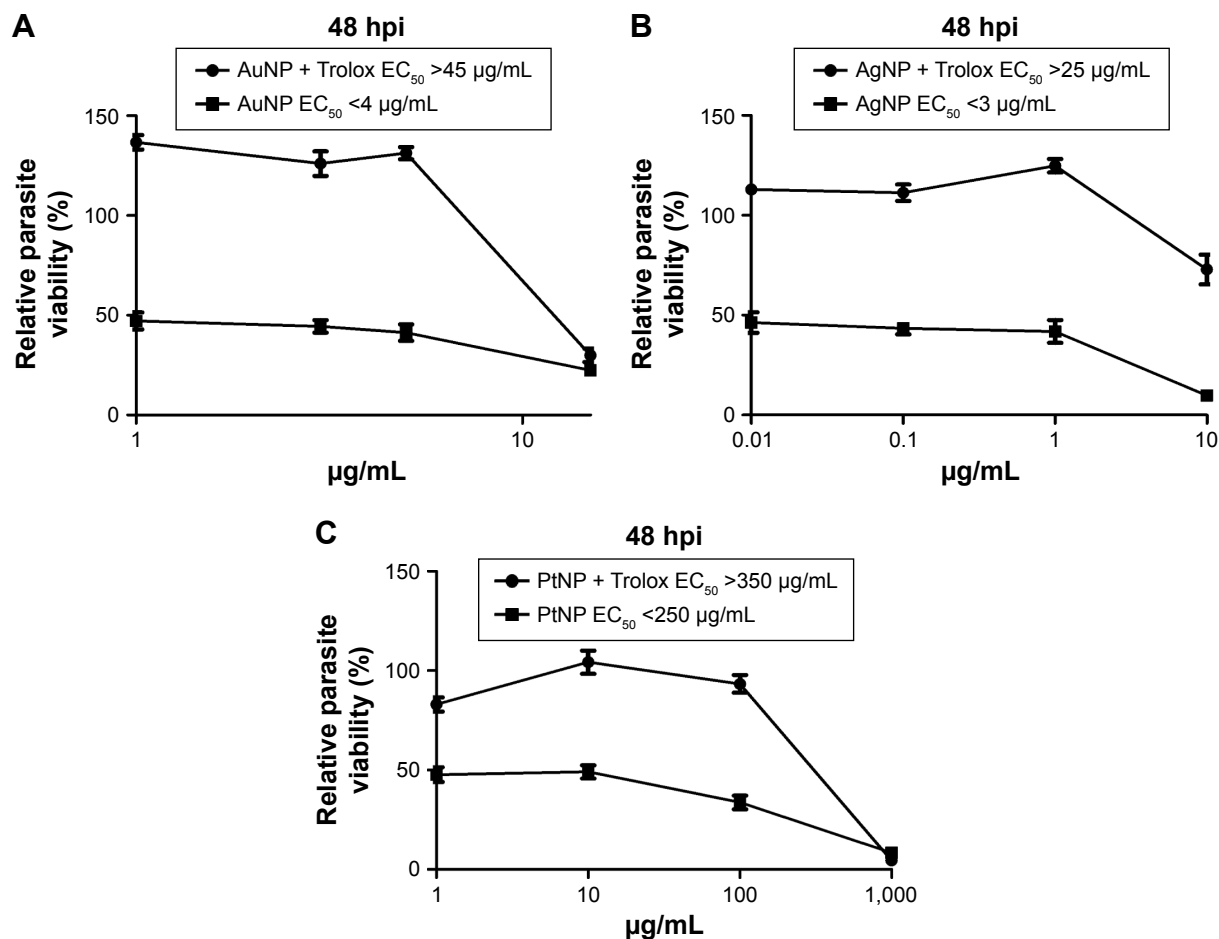 A
48 hpi
AuNP + Trolox EC50 >45 µg/mL
AuNP EC50 <4 µg/mL
Relative parasite
viability (%)
150
100
50
0
1
10
µg/mL
B
48 hpi
AgNP + Trolox EC50 >25 µg/mL
AgNP EC50 <3 µg/mL
Relative parasite
viability (%)
150
100
50
0
0.01
0.1
1
10
µg/mL
C
48 hpi
PtNP + Trolox EC50 >350 µg/mL
PtNP EC50 <250 µg/mL
Relative parasite
viability (%)
150
100
50
0
1
10
100
1,000
µg/mL